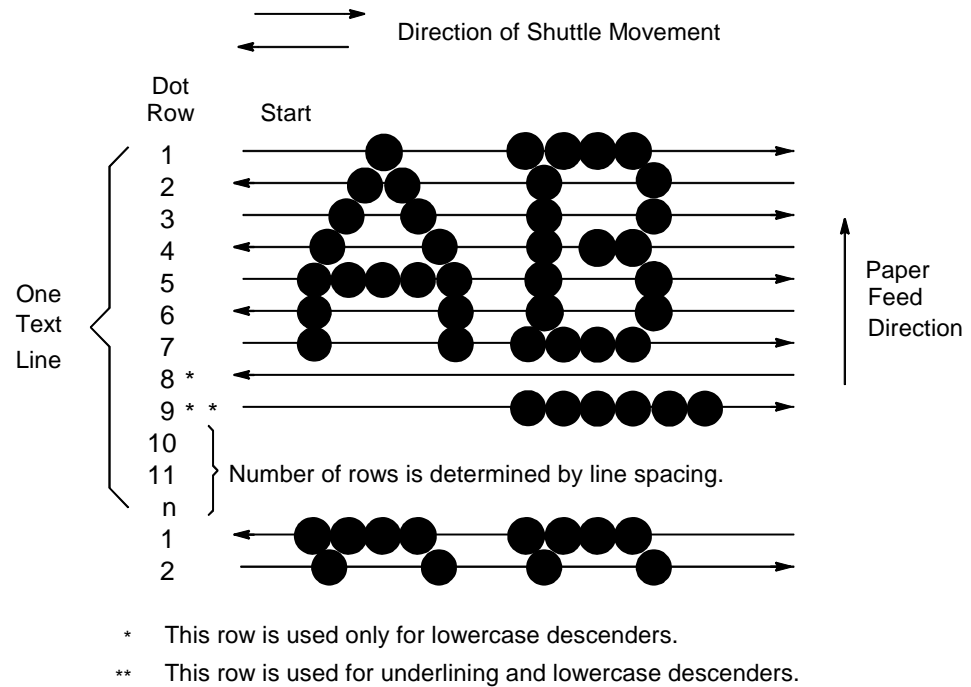 Direction of Shuttle Movement
Dot
Row
Start
1
2
3
4
5
6
7
8 *
9 * *
10
11
n
1
2
One
Text
Line
Paper
Feed
Direction
Number of rows is determined by line spacing.
* This row is used only for lowercase descenders.
** This row is used for underlining and lowercase descenders.